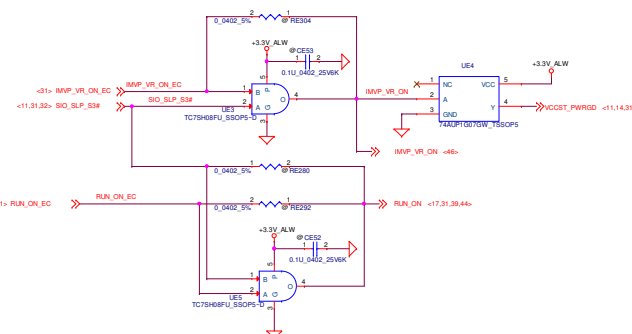 2 1
0_0402_5% @ RE304
+3.3V_ALW
@ CE53
1 2
0.1U_0402_25V6K
+3.3V_ALW
UE4
<31> IMVP_VR_ON_EC IMVP_VR_ON_EC
1 B
5
P
O 4
IMVP_VR_ON
1 NC VCC 5
<11,31,32> SIO_SLP_S3# SIO_SLP_S3#
2 A
G
3
2 A
UE3
TC7SH08FU_SSOP5~D
3 GND Y 4
VCCST_PWRGD <11,14,31
74AUP1G07GW_TSSOP5
IMVP_VR_ON <46>
1 2
0_0402_5% @ RE280
1> RUN_ON_EC RUN_ON_EC
2 1
0_0402_5% @ RE292
RUN_ON <17,31,39,44>
+3.3V_ALW
@ CE52
1 2
0.1U_0402_25V6K
1 B
5
P
O 4
2 A
G
3
UE5
TC7SH08FU_SSOP5~D